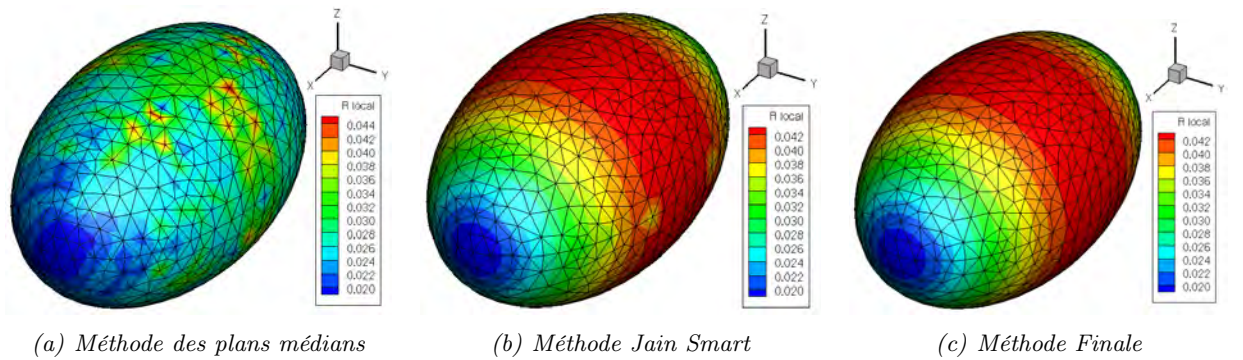 Z
X
Y
R local
0.044
0.042
0.040
0.038
0.036
0.034
0.032
0.030
0.028
0.026
0.024
0.022
0.020
(a) Méthode des plans médians
Z
X
Y
R local
0.042
0.040
0.038
0.036
0.034
0.032
0.030
0.028
0.026
0.024
0.022
0.020
(b) Méthode Jain Smart
Z
X
Y
R local
0.042
0.040
0.038
0.036
0.034
0.032
0.030
0.028
0.026
0.024
0.022
0.020
(c) Méthode Finale